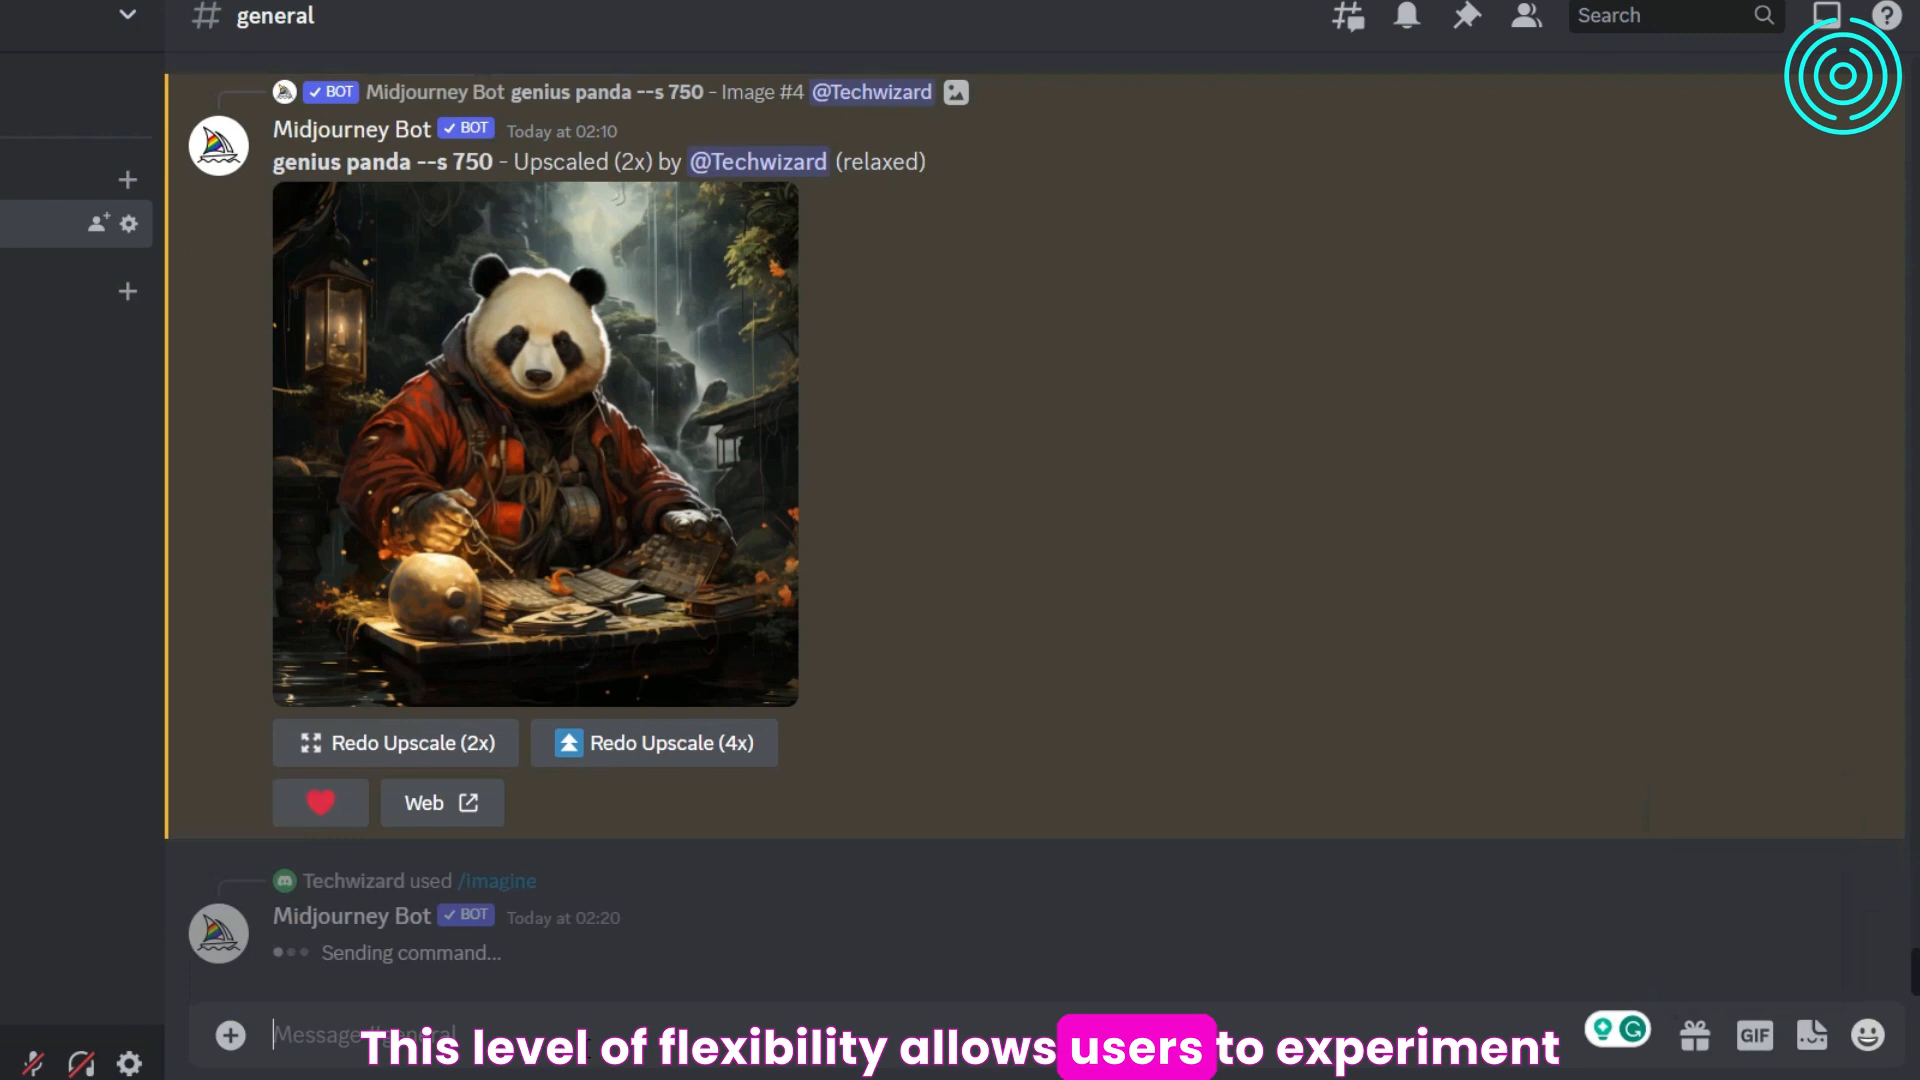 general
Search
BOT Midjourney Bot genius panda --s 750 - Image #4 @Techwizard
Midjourney Bot BOT Today at 02:10
genius panda --s 750 - Upscaled (2x) by @Techwizard (relaxed)
Redo Upscale (2x) Redo Upscale (4x)
Web
Techwizard used /imagine
Midjourney Bot BOT Today at 02:20
Sending command...
Message #general
GIF
This level of flexibility allows users to experiment